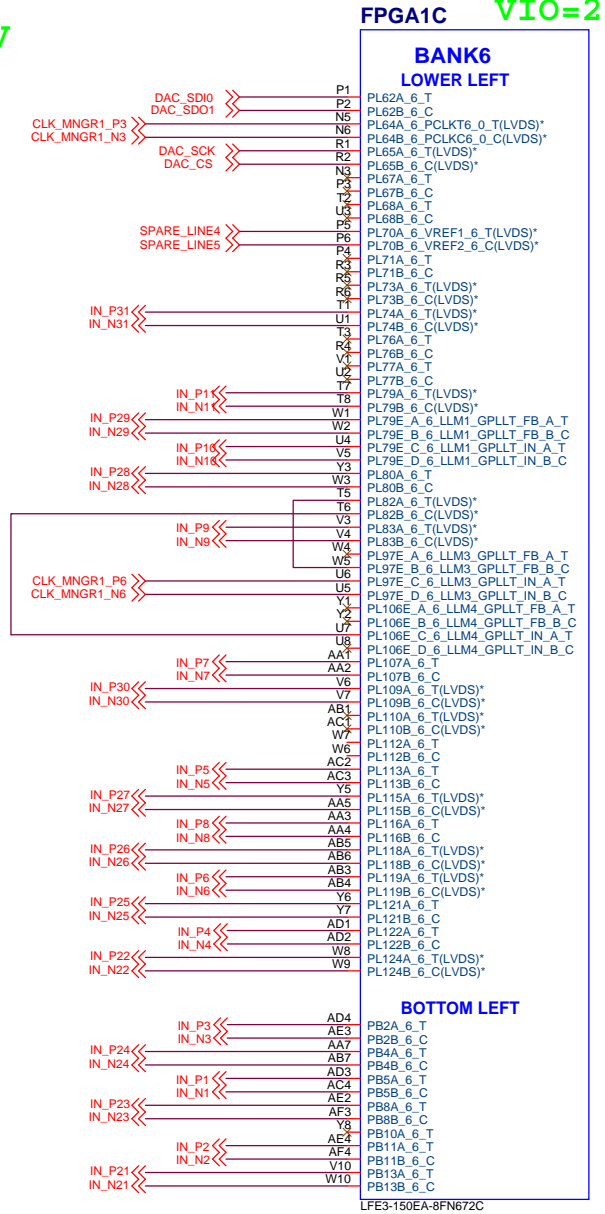 FPGA1C VIO=2
V
BANK6
LOWER LEFT
DAC_SDI0 P1 PL62A_6_T
DAC_SDO1 P2 PL62B_6_C
CLK_MNGR1_P3 N5 PL64A_6_PCLKT6_0_T(LVDS)*
CLK_MNGR1_N3 N6 PL64B_6_PCLKC6_0_C(LVDS)*
DAC_SCK R1 PL65A_6_T(LVDS)*
DAC_CS R2 PL65B_6_C(LVDS)*
N3 PL67A_6_T
P3 PL67B_6_C
T2 PL68A_6_T
U3 PL68B_6_C
SPARE_LINE4 P5 PL70A_6_VREF1_6_T(LVDS)*
SPARE_LINE5 P6 PL70B_6_VREF2_6_C(LVDS)*
P4 PL71A_6_T
R3 PL71B_6_C
R5 PL73A_6_T(LVDS)*
R6 PL73B_6_C(LVDS)*
IN_P31 T1 PL74A_6_T(LVDS)*
IN_N31 U1 PL74B_6_C(LVDS)*
T3 PL76A_6_T
R4 PL76B_6_C
V1 PL77A_6_T
U2 PL77B_6_C
IN_P11 T7 PL79A_6_T(LVDS)*
IN_N11 T8 PL79B_6_C(LVDS)*
IN_P29 W1 PL79E_A_6_LLM1_GPLLT_FB_A_T
IN_N29 W2 PL79E_B_6_LLM1_GPLLT_FB_B_C
IN_P10 U4 PL79E_C_6_LLM1_GPLLT_IN_A_T
IN_N10 V5 PL79E_D_6_LLM1_GPLLT_IN_B_C
IN_P28 Y3 PL80A_6_T
IN_N28 W3 PL80B_6_C
T5 PL82A_6_T(LVDS)*
T6 PL82B_6_C(LVDS)*
IN_P9 V3 PL83A_6_T(LVDS)*
IN_N9 V4 PL83B_6_C(LVDS)*
W4 PL97E_A_6_LLM3_GPLLT_FB_A_T
W5 PL97E_B_6_LLM3_GPLLT_FB_B_C
CLK_MNGR1_P6 U6 PL97E_C_6_LLM3_GPLLT_IN_A_T
CLK_MNGR1_N6 U5 PL97E_D_6_LLM3_GPLLT_IN_B_C
Y1 PL106E_A_6_LLM4_GPLLT_FB_A_T
Y2 PL106E_B_6_LLM4_GPLLT_FB_B_C
U7 PL106E_C_6_LLM4_GPLLT_IN_A_T
U8 PL106E_D_6_LLM4_GPLLT_IN_B_C
IN_P7 AA1 PL107A_6_T
IN_N7 AA2 PL107B_6_C
IN_P30 V6 PL109A_6_T(LVDS)*
IN_N30 V7 PL109B_6_C(LVDS)*
AB1 PL110A_6_T(LVDS)*
AC1 PL110B_6_C(LVDS)*
W7 PL112A_6_T
W6 PL112B_6_C
IN_P5 AC2 PL113A_6_T
IN_N5 AC3 PL113B_6_C
IN_P27 Y5 PL115A_6_T(LVDS)*
IN_N27 AA5 PL115B_6_C(LVDS)*
IN_P8 AA3 PL116A_6_T
IN_N8 AA4 PL116B_6_C
IN_P26 AB5 PL118A_6_T(LVDS)*
IN_N26 AB6 PL118B_6_C(LVDS)*
IN_P6 AB3 PL119A_6_T(LVDS)*
IN_N6 AB4 PL119B_6_C(LVDS)*
IN_P25 Y6 PL121A_6_T
IN_N25 Y7 PL121B_6_C
IN_P4 AD1 PL122A_6_T
IN_N4 AD2 PL122B_6_C
IN_P22 W8 PL124A_6_T(LVDS)*
IN_N22 W9 PL124B_6_C(LVDS)*
BOTTOM LEFT
IN_P3 AD4 PB2A_6_T
IN_N3 AE3 PB2B_6_C
IN_P24 AA7 PB4A_6_T
IN_N24 AB7 PB4B_6_C
IN_P1 AD3 PB5A_6_T
IN_N1 AC4 PB5B_6_C
IN_P23 AE2 PB8A_6_T
IN_N23 AF3 PB8B_6_C
Y8 PB10A_6_T
IN_P2 AE4 PB11A_6_T
IN_N2 AF4 PB11B_6_C
IN_P21 V10 PB13A_6_T
IN_N21 W10 PB13B_6_C
LFE3-150EA-8FN672C